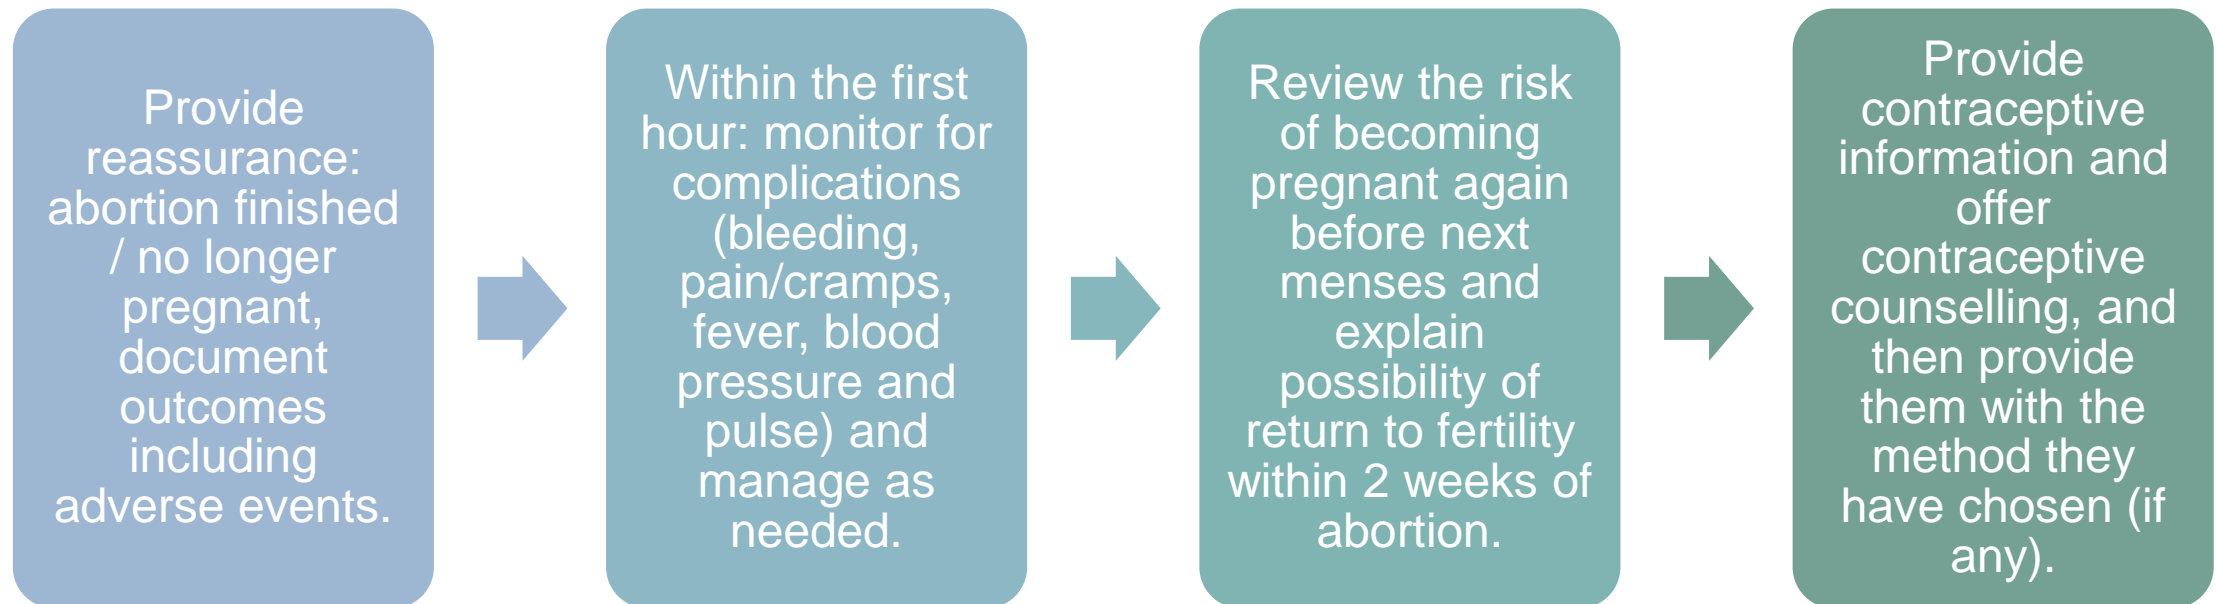 Provide
reassurance:
abortion finished
/ no longer
pregnant,
document
outcomes
including
adverse events.
Within the first
hour: monitor for
complications
(bleeding,
pain/cramps,
fever, blood
pressure and
pulse) and
manage as
needed.
Review the risk
of becoming
pregnant again
before next
menses and
explain
possibility of
return to fertility
within 2 weeks of
abortion.
Provide
contraceptive
information and
offer
contraceptive
counselling, and
then provide
them with the
method they
have chosen (if
any).